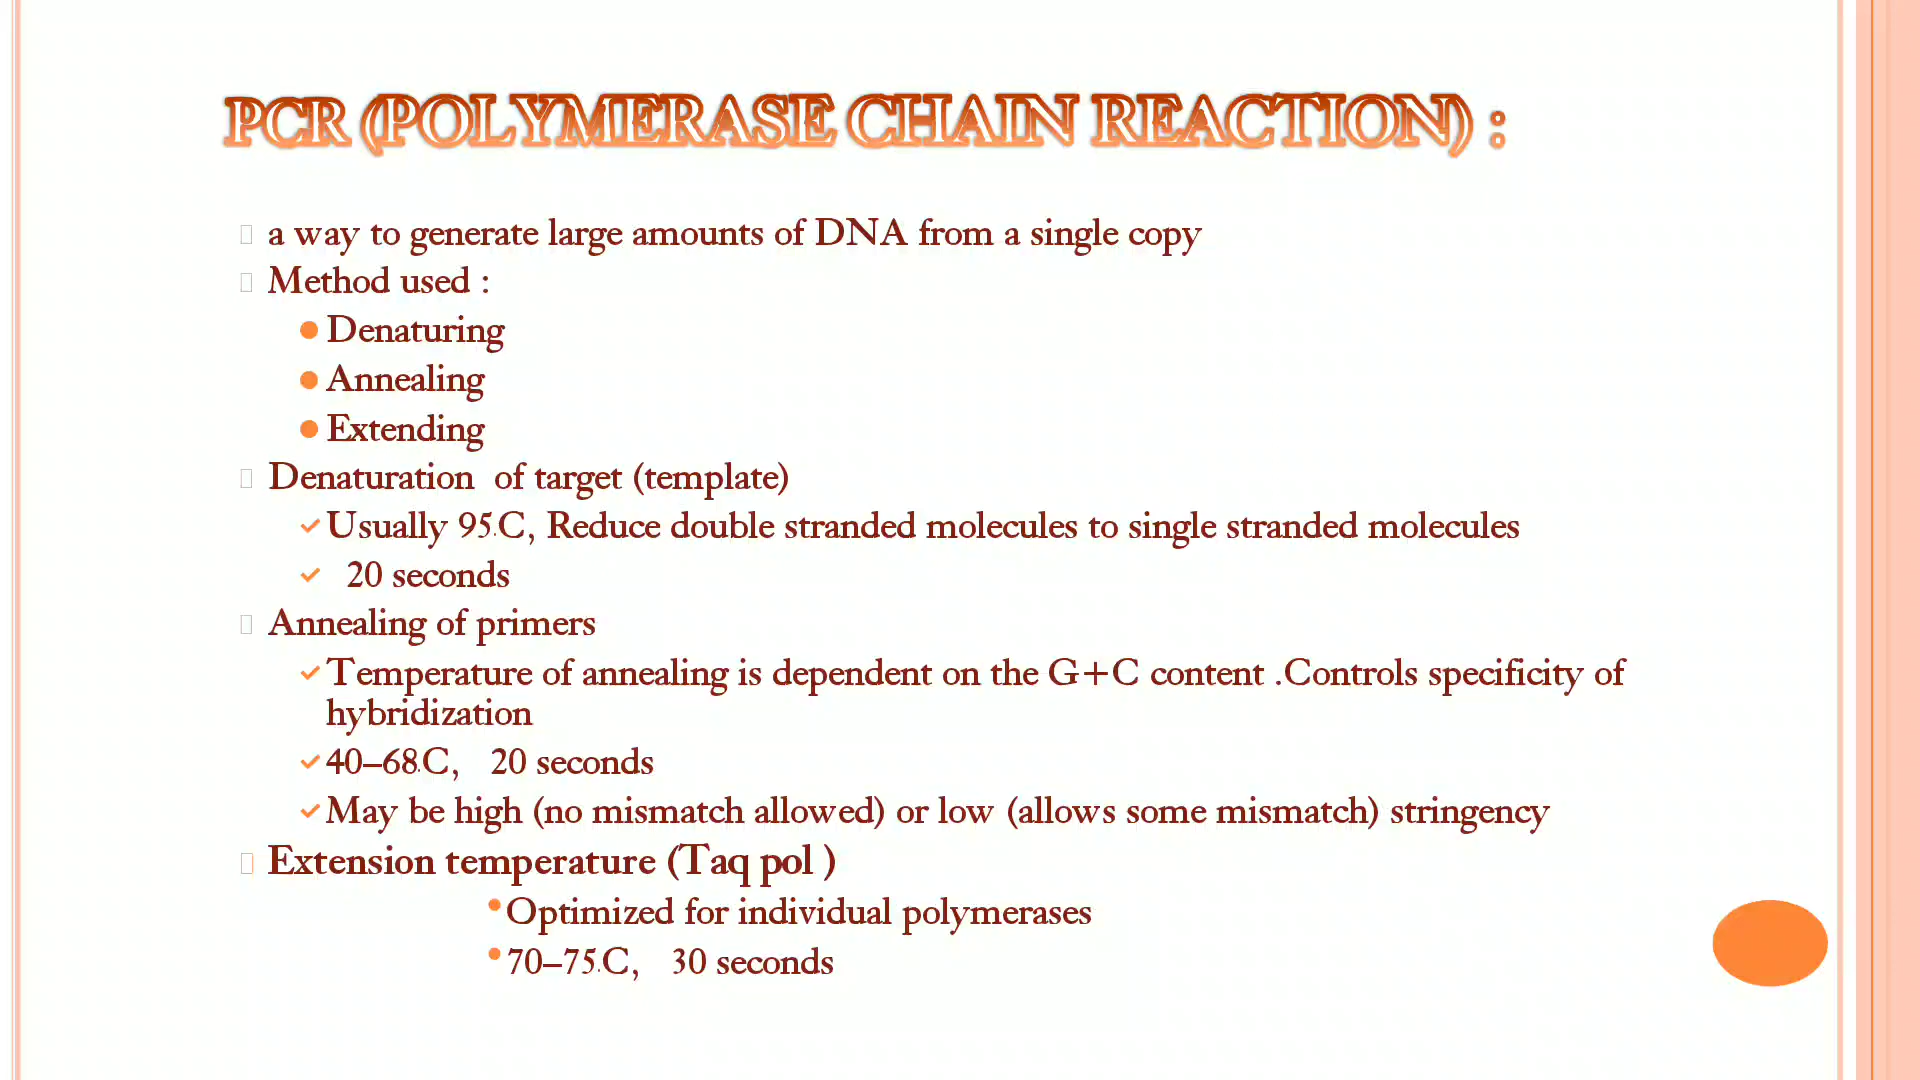 PCR (POLYMERASE CHAIN REACTION) :
a way to generate large amounts of DNA from a single copy
Method used :
Denaturing
Annealing
Extending
Denaturation of target (template)
Usually 95.C, Reduce double stranded molecules to single stranded molecules
20 seconds
Annealing of primers
Temperature of annealing is dependent on the G+C content .Controls specificity of
hybridization
40–68.C, 20 seconds
May be high (no mismatch allowed) or low (allows some mismatch) stringency
Extension temperature (Taq pol )
Optimized for individual polymerases
70–75.C, 30 seconds